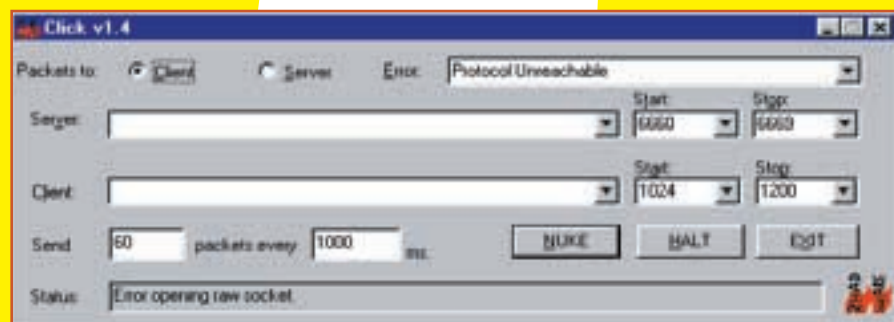 Click v1.4
Packets to: Client Server Error: Protocol Unreachable
Start: Stop:
Server: 6660 6669
Start: Stop:
Client: 1024 1200
Send 60 packets every 1000 ms.
NUKE HALT EXIT
Status: Error opening raw socket.